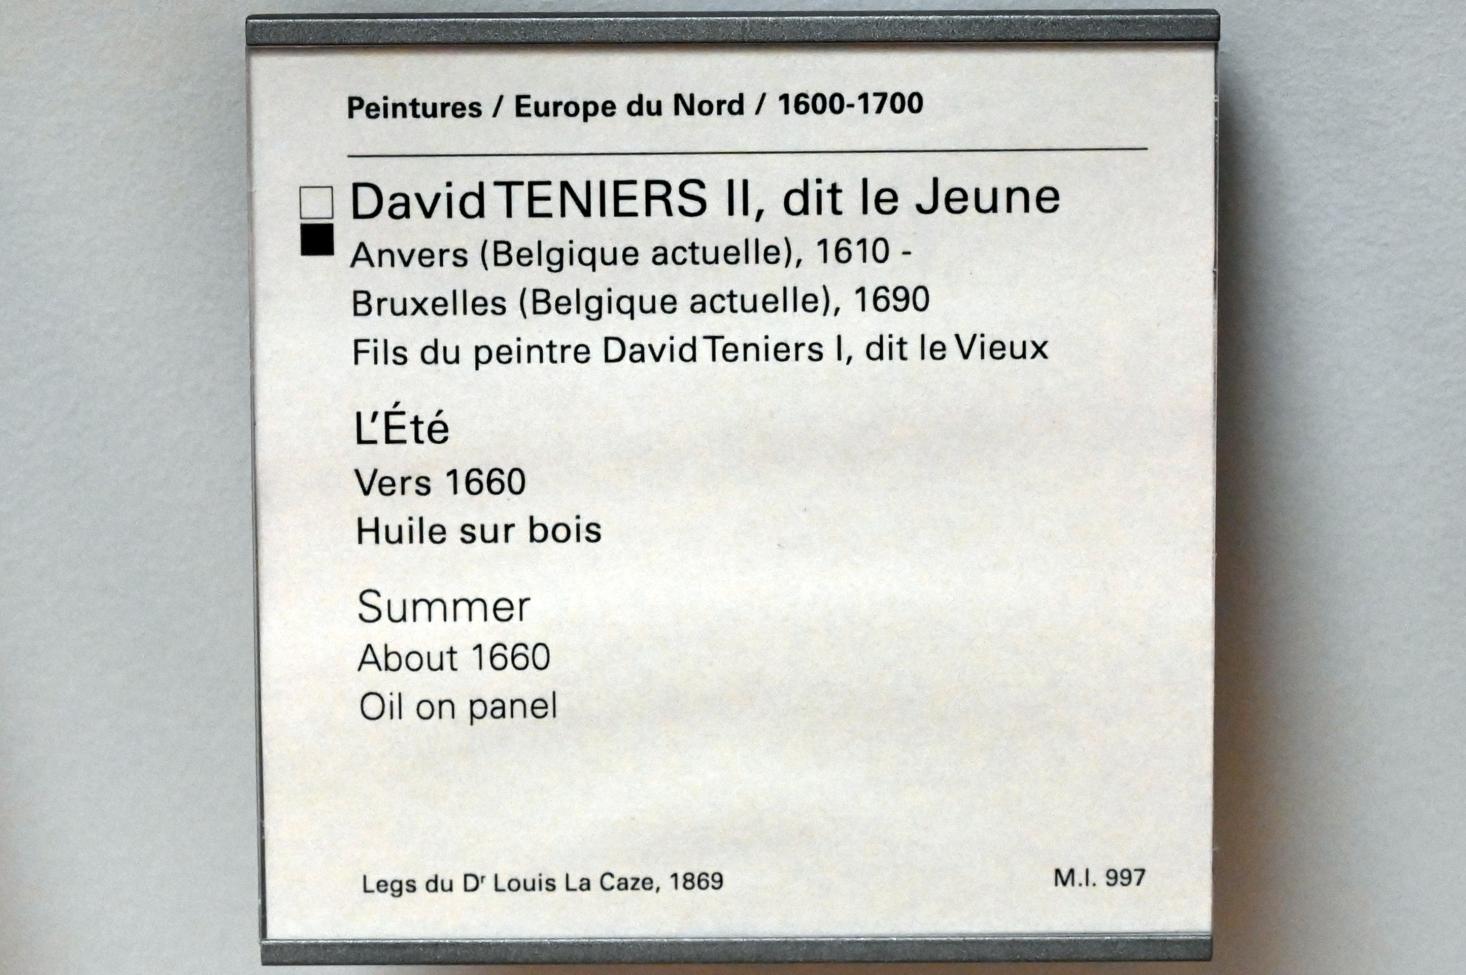 Peintures / Europe du Nord / 1600-1700
David TENIERS II, dit le Jeune
Anvers (Belgique actuelle), 1610 -
Bruxelles (Belgique actuelle), 1690
Fils du peintre David Teniers I, dit le Vieux
L'Été
Vers 1660
Huile sur bois
Summer
About 1660
Oil on panel
Legs du Dʳ Louis La Caze, 1869
M.I. 997